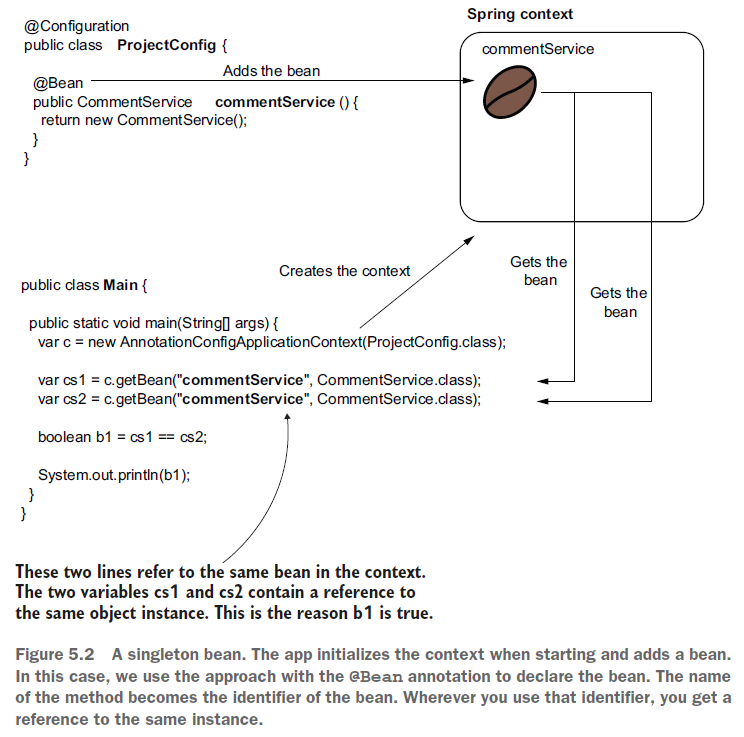 @Configuration
public class ProjectConfig {
@Bean
public CommentService commentService () {
return new CommentService();
}
}
Adds the bean
Spring context
commentService
Creates the context
Gets the
bean
Gets the
bean
public class Main {
public static void main(String[] args) {
var c = new AnnotationConfigApplicationContext(ProjectConfig.class);
var cs1 = c.getBean("commentService", CommentService.class);
var cs2 = c.getBean("commentService", CommentService.class);
boolean b1 = cs1 == cs2;
System.out.println(b1);
}
}
These two lines refer to the same bean in the context.
The two variables cs1 and cs2 contain a reference to
the same object instance. This is the reason b1 is true.
Figure 5.2 A singleton bean. The app initializes the context when starting and adds a bean.
In this case, we use the approach with the @Bean annotation to declare the bean. The name
of the method becomes the identifier of the bean. Wherever you use that identifier, you get a
reference to the same instance.